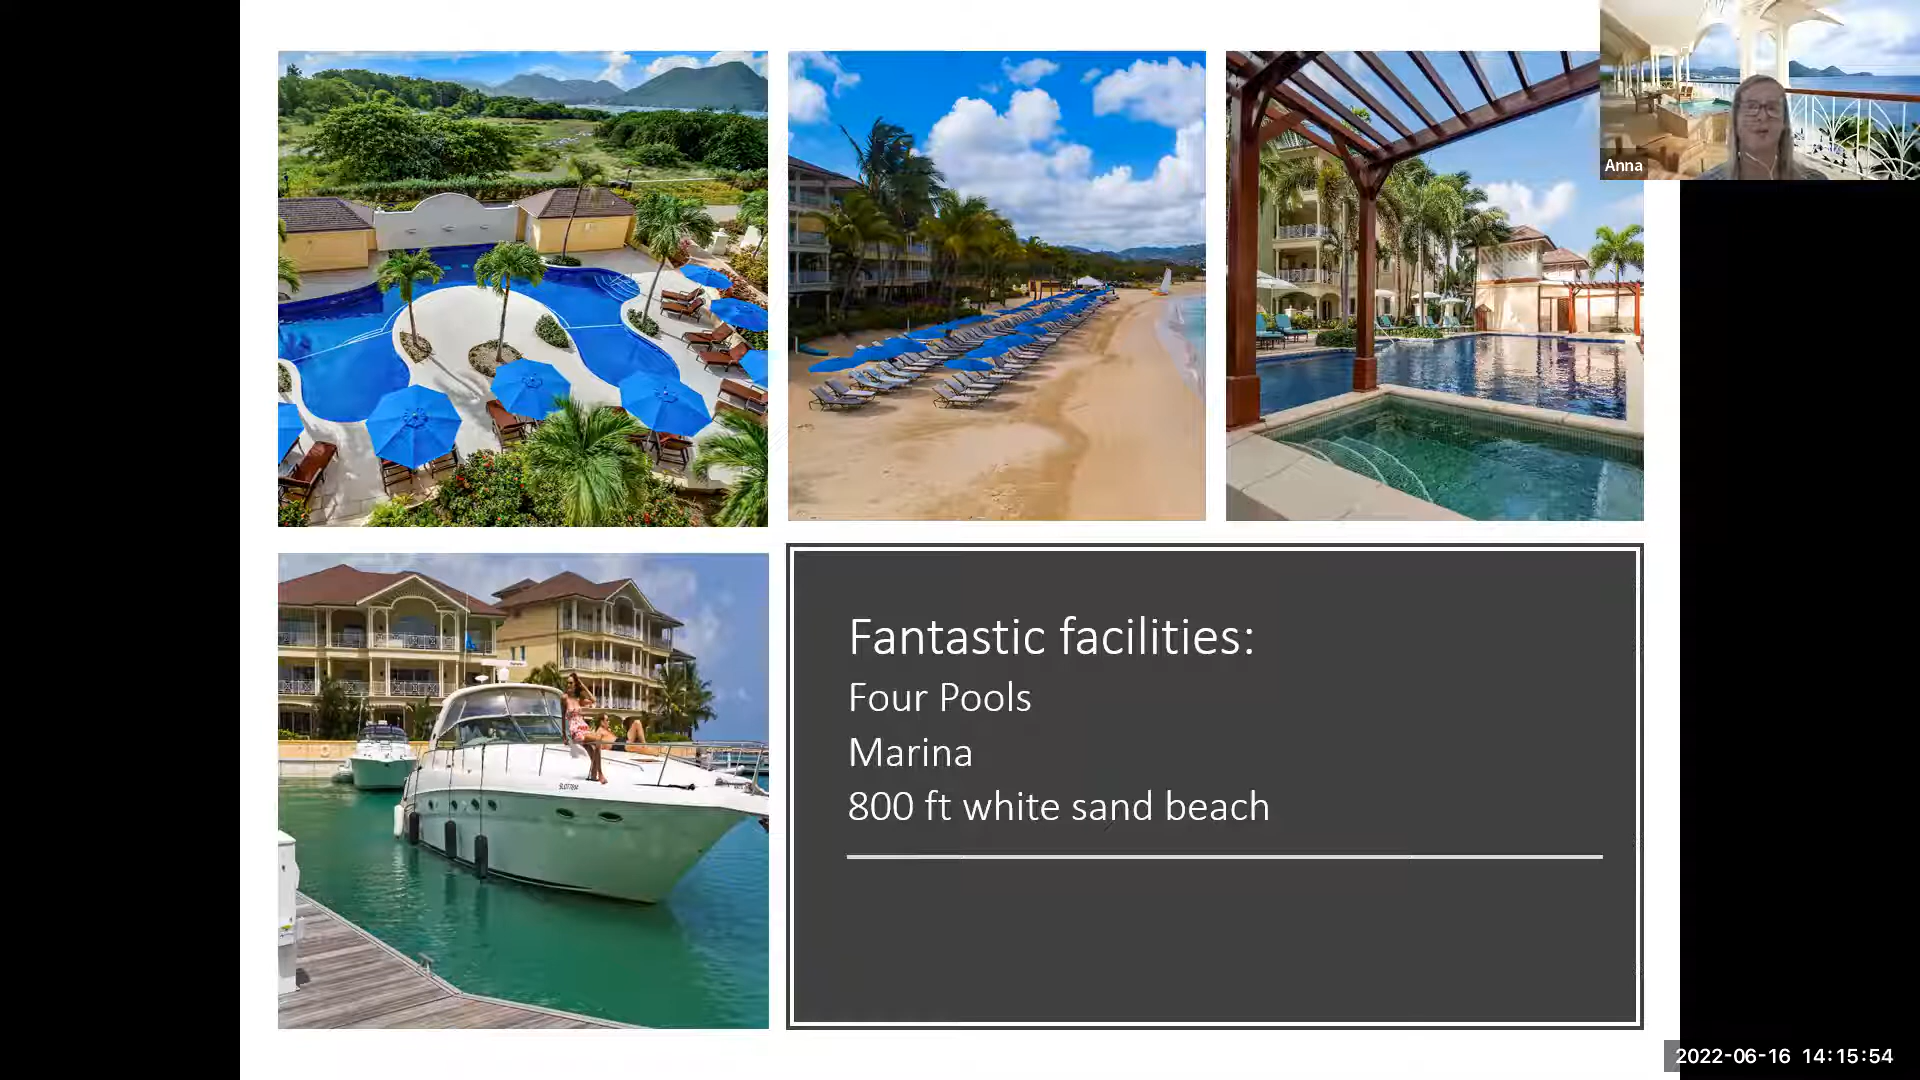 Anna
Fantastic facilities:
Four Pools
Marina
800 ft white sand beach
2022-06-16 14:15:54